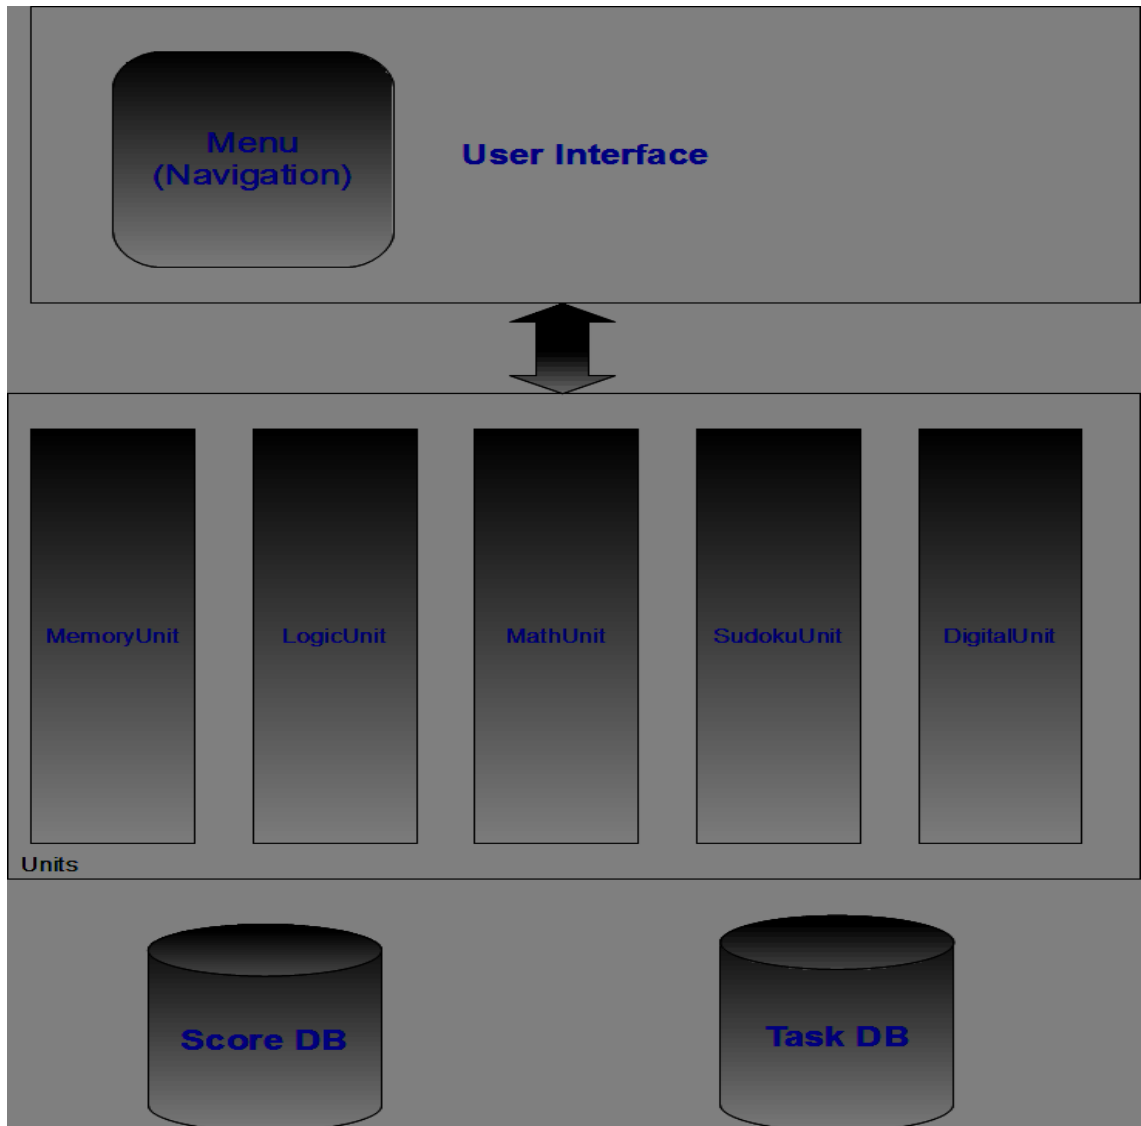 Menu
(Navigation)
User Interface
MemoryUnit
LogicUnit
MathUnit
SudokuUnit
DigitalUnit
Units
Score DB
Task DB